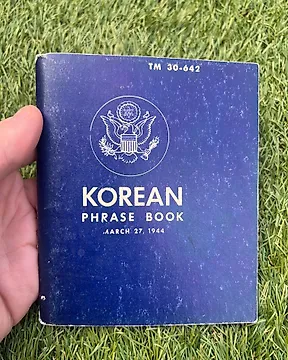 TM 30-642
KOREAN
PHRASE BOOK
MARCH 27, 1944